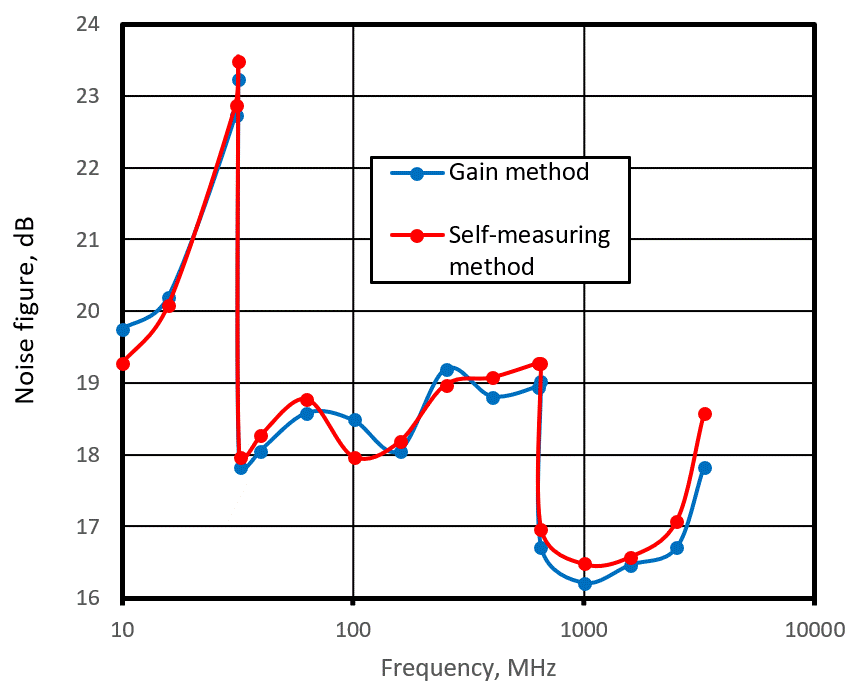 24
23
22
21
20
19
18
17
16
Noise figure, dB
Gain method
Self-measuring
method
10 100 1000 10000
Frequency, MHz